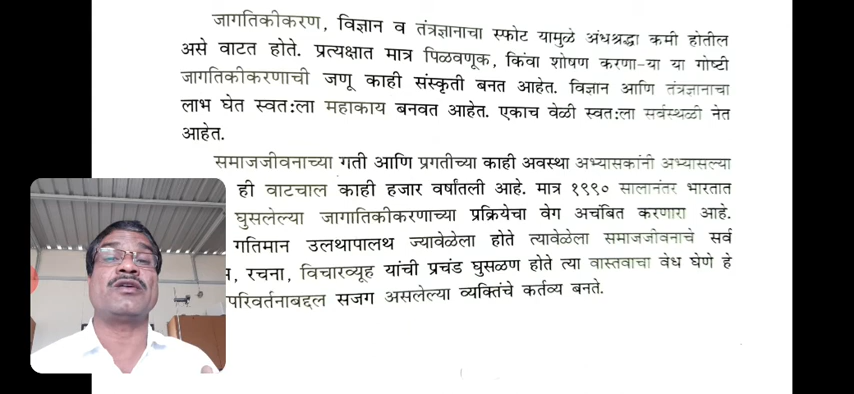 जागतिकीकरण, विज्ञान व तंत्रज्ञानाचा स्फोट यामुळे अंधश्रद्धा कमी होतील
असे वाटत होते. प्रत्यक्षात मात्र पिळवणूक, किंवा शोषण करणा-या या गोष्टी
जागतिकीकरणाची जणू काही संस्कृती बनत आहेत. विज्ञान आणि तंत्रज्ञानाचा
लाभ घेत स्वत:ला महाकाय बनवत आहेत. एकाच वेळी स्वत:ला सर्वस्थळी नेत
आहेत.
समाजजीवनाच्या गती आणि प्रगतीच्या काही अवस्था अभ्यासकांनी अभ्यासल्या
ही वाटचाल काही हजार वर्षांतली आहे. मात्र १९९० सालानंतर भारतात
घुसलेल्या जागातिकीकरणाच्या प्रक्रियेचा वेग अचंबित करणारा आहे.
गतिमान उलथापालथ ज्यावेळेला होते त्यावेळेला समाजजीवनाचे सर्व
रचना, विचारव्यूह यांची प्रचंड घुसळण होते त्या वास्तवाचा वेध घेणे हे
परिवर्तनाबद्दल सजग असलेल्या व्यक्तिंचे कर्तव्य बनते.